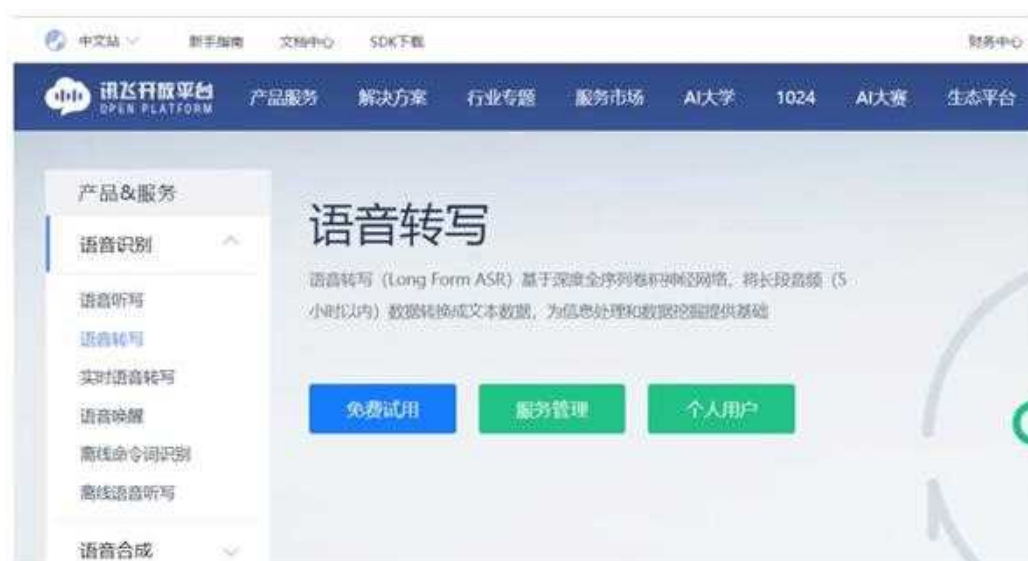 中文站 新手指南 文档中心 SDK下载 财务中心
讯飞开放平台 产品服务 解决方案 行业专题 服务市场 AI大学 1024 AI大赛 生态平台
OPEN PLATFORM
产品&服务
语音识别
语音听写
语音转写
实时语音转写
语音唤醒
离线命令词识别
离线语音听写
语音合成
语音转写
语音转写（Long Form ASR）基于深度全序列卷积神经网络，将长段音频（5
小时以内）数据转换成文本数据，为信息处理和数据挖掘提供基础
免费试用 服务管理 个人用户